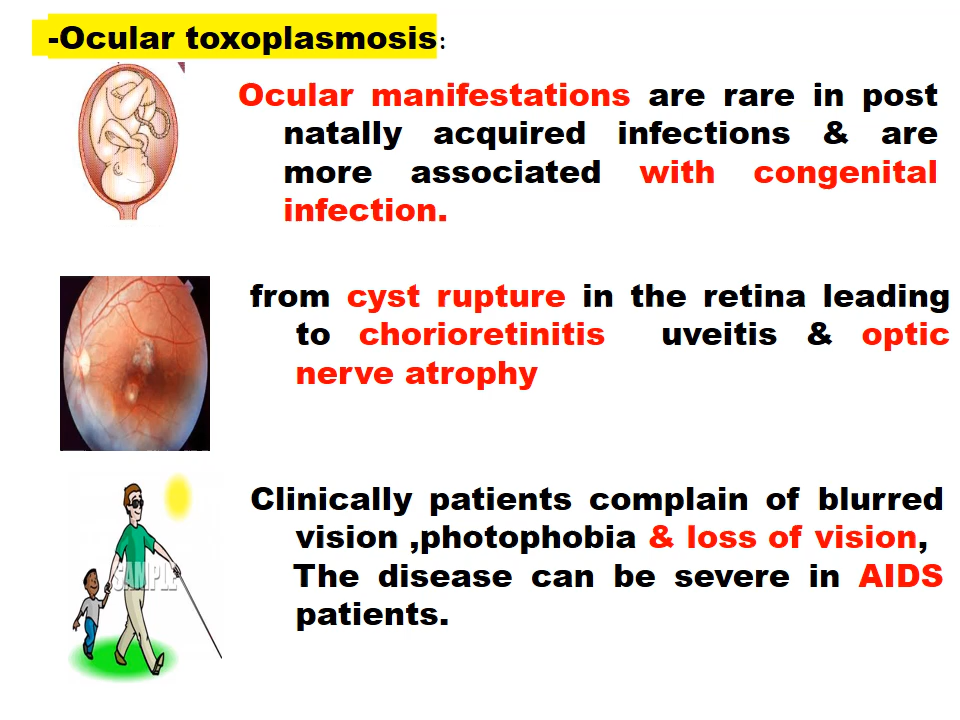 -Ocular toxoplasmosis:
Ocular manifestations are rare in post
natally acquired infections & are
more associated with congenital
infection.
from cyst rupture in the retina leading
to chorioretinitis uveitis & optic
nerve atrophy
Clinically patients complain of blurred
vision ,photophobia & loss of vision,
The disease can be severe in AIDS
patients.
SAMPLE